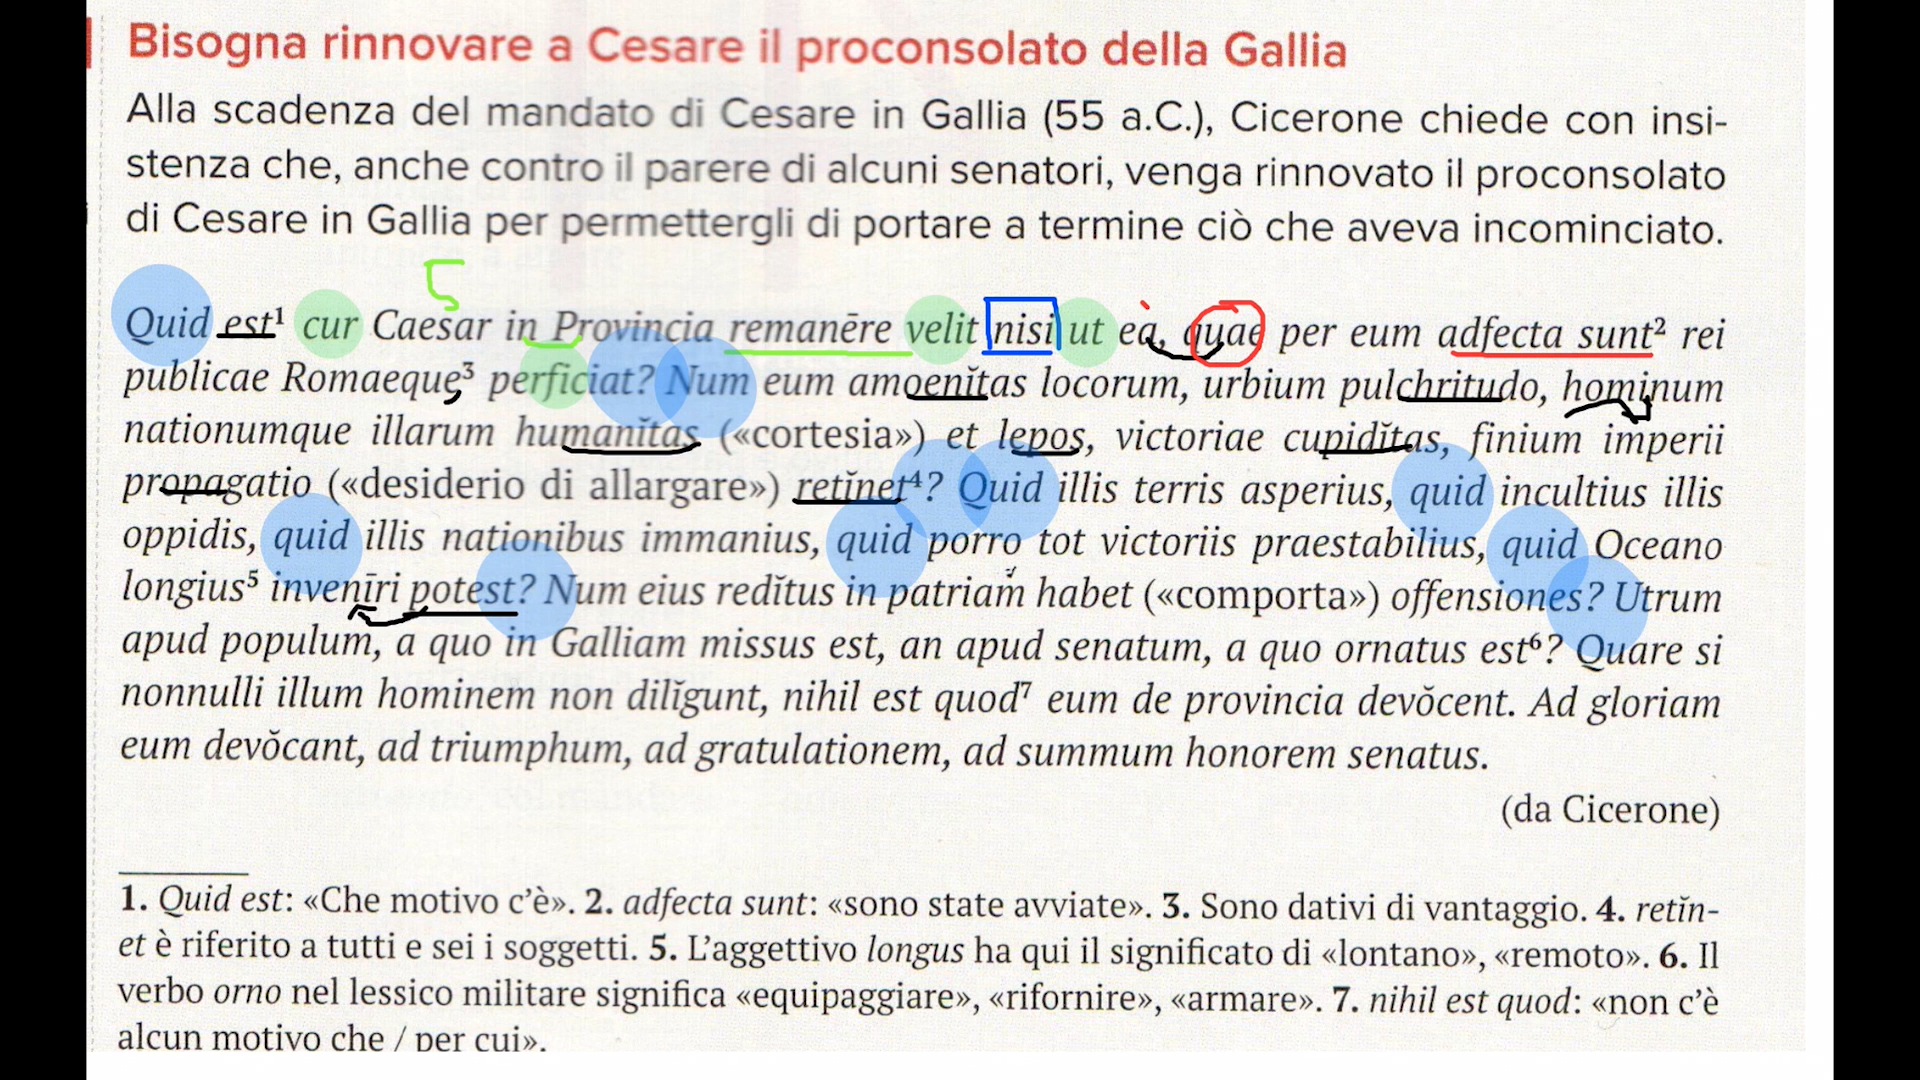 Bisogna rinnovare a Cesare il proconsolato della Gallia
Alla scadenza del mandato di Cesare in Gallia (55 a.C.), Cicerone chiede con insi-
stenza che, anche contro il parere di alcuni senatori, venga rinnovato il proconsolato
di Cesare in Gallia per permettergli di portare a termine ciò che aveva incominciato.
Quid est¹ cur Caesar in Provincia remanēre velit nisi ut ea, quae per eum adfecta sunt² rei
publicae Romaeque³ perficiat? Num eum amoenĭtas locorum, urbium pulchritudo, hominum
nationumque illarum humanĭtas («cortesia») et lepos, victoriae cupidĭtas, finium imperii
propagatio («desiderio di allargare») retĭnet⁴? Quid illis terris asperius, quid incultius illis
oppidis, quid illis nationibus immanius, quid porro tot victoriis praestabilius, quid Oceano
longius⁵ invenīri potest? Num eius redĭtus in patriam habet («comporta») offensiones? Utrum
apud populum, a quo in Galliam missus est, an apud senatum, a quo ornatus est⁶? Quare si
nonnulli illum hominem non dilĭgunt, nihil est quod⁷ eum de provincia devŏcent. Ad gloriam
eum devŏcant, ad triumphum, ad gratulationem, ad summum honorem senatus.
(da Cicerone)
1. Quid est: «Che motivo c'è». 2. adfecta sunt: «sono state avviate». 3. Sono dativi di vantaggio. 4. retĭn-
et è riferito a tutti e sei i soggetti. 5. L'aggettivo longus ha qui il significato di «lontano», «remoto». 6. Il
verbo orno nel lessico militare significa «equipaggiare», «rifornire», «armare». 7. nihil est quod: «non c'è
alcun motivo che / per cui».